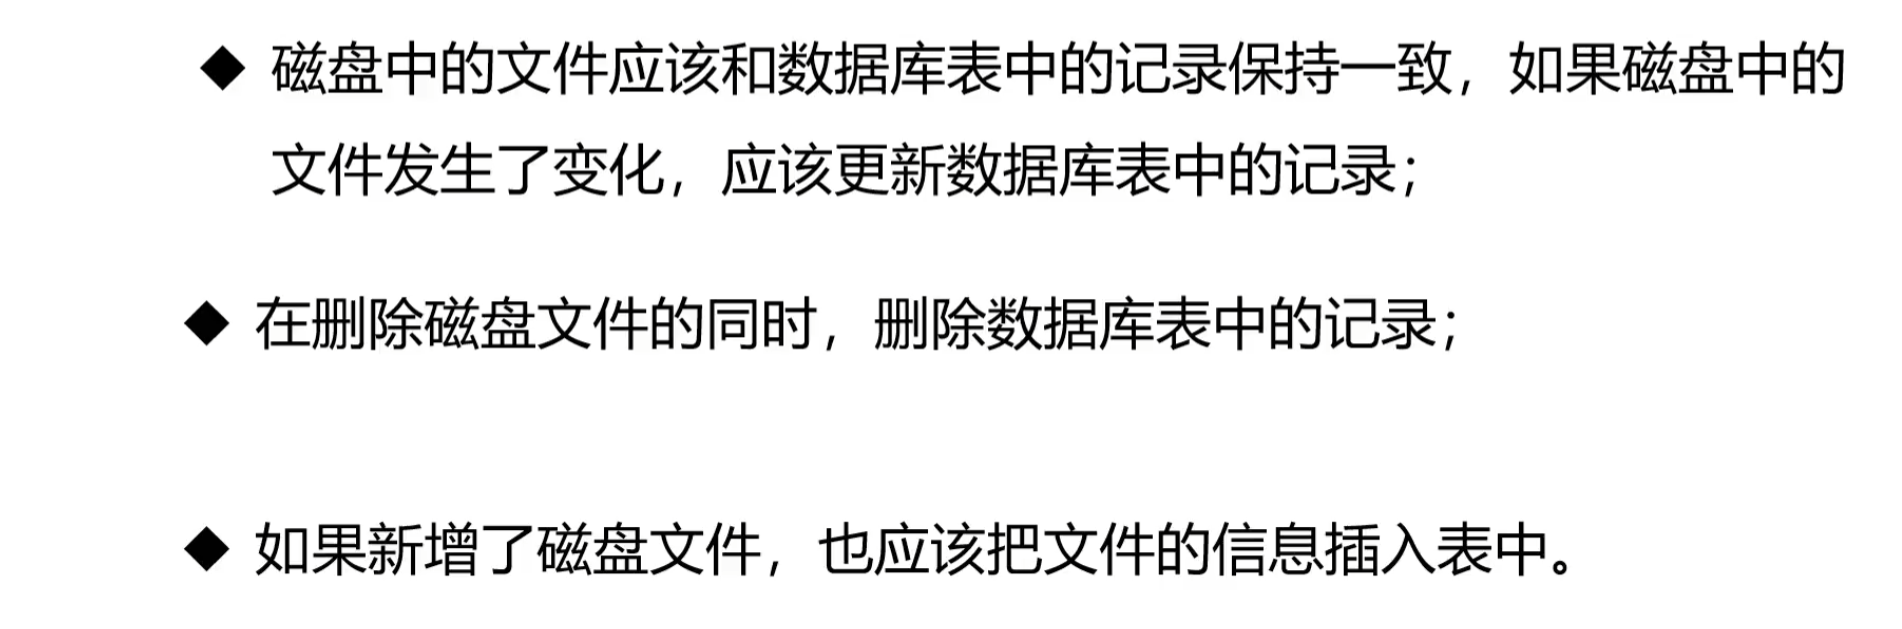 ◆ 磁盘中的文件应该和数据库表中的记录保持一致，如果磁盘中的
文件发生了变化，应该更新数据库表中的记录；
◆ 在删除磁盘文件的同时，删除数据库表中的记录；
◆ 如果新增了磁盘文件，也应该把文件的信息插入表中。